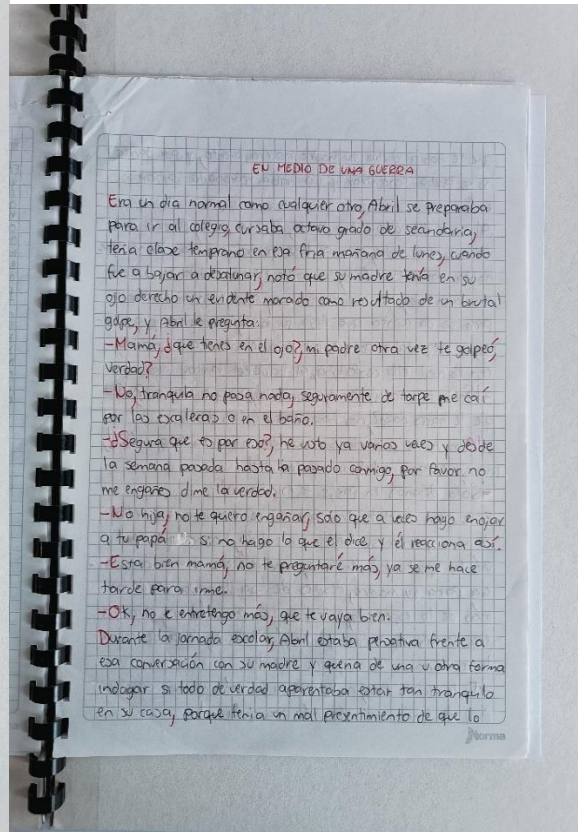 EN MEDIO DE UNA GUERRA
Era un dia normal como cualquier otro, Abril se preparaba
para ir al colegio, cursaba octavo grado de secundaria,
tenia clase temprano en esa fria mañana de lunes, cuando
fue a bajar a desayunar, notó que su madre tenía en su
ojo derecho un evidente morado como resultado de un brutal
golpe, y Abril le pregunta:
-Mamá, ¿que tienes en el ojo?, mi padre otra vez te golpeó,
verdad?
-No, tranquila no pasa nada, seguramente de torpe me caí
por las escaleras o en el baño.
-¿Segura que es por eso?, he visto ya varias veces y desde
la semana pasada hasta ha pasado conmigo, por favor no
me engañes dime la verdad.
-No hija, no te quiero engañar, solo que a veces hago enojar
a tu papá si no hago lo que el dice y él reacciona así.
-Esta bien mamá, no te preguntaré más, ya se me hace
tarde para irme.
-OK, no te entretengo más, que te vaya bien.
Durante la jornada escolar, Abril estaba pensativa frente a
esa conversación con su madre y queria de una u otra forma
indagar si todo de verdad aparentaba estar tan tranquilo
en su casa, porque tenia un mal presentimiento de que lo
Norma